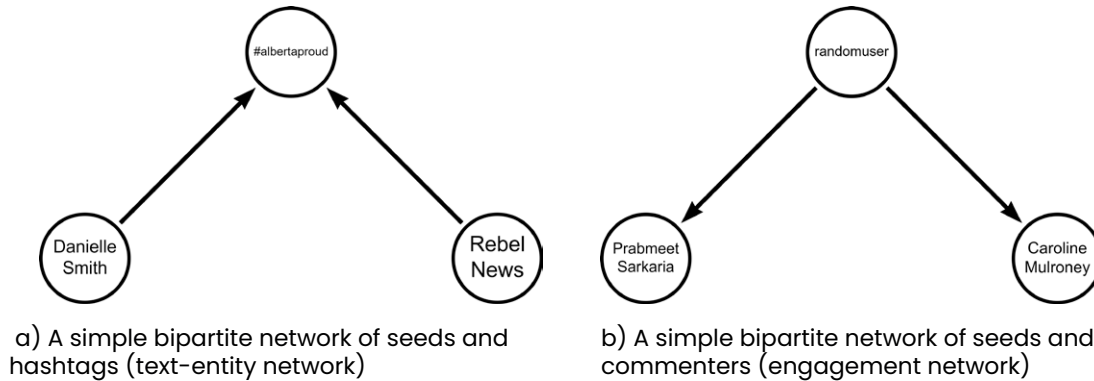 #albertaproud
Danielle
Smith
Rebel
News
a) A simple bipartite network of seeds and
hashtags (text-entity network)
randomuser
Prabmeet
Sarkaria
Caroline
Mulroney
b) A simple bipartite network of seeds and
commenters (engagement network)